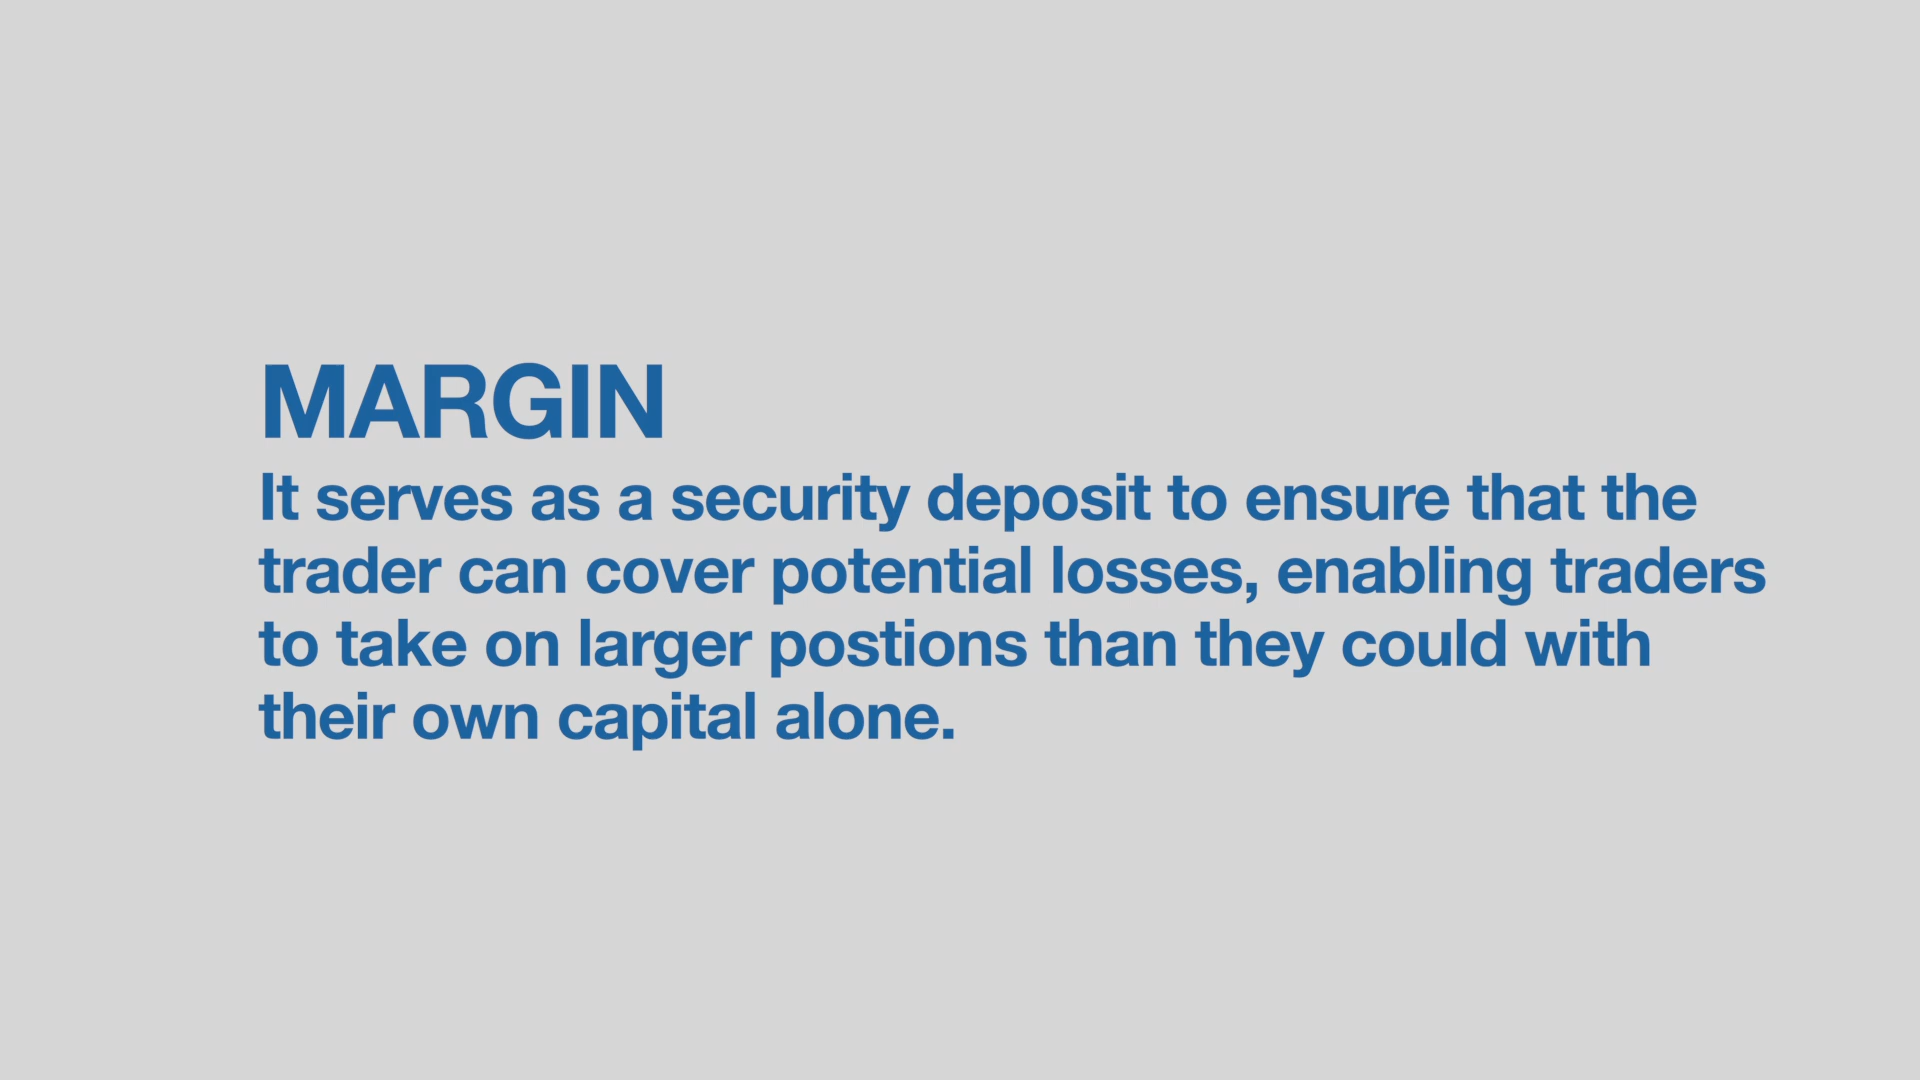 MARGIN
It serves as a security deposit to ensure that the
trader can cover potential losses, enabling traders
to take on larger postions than they could with
their own capital alone.